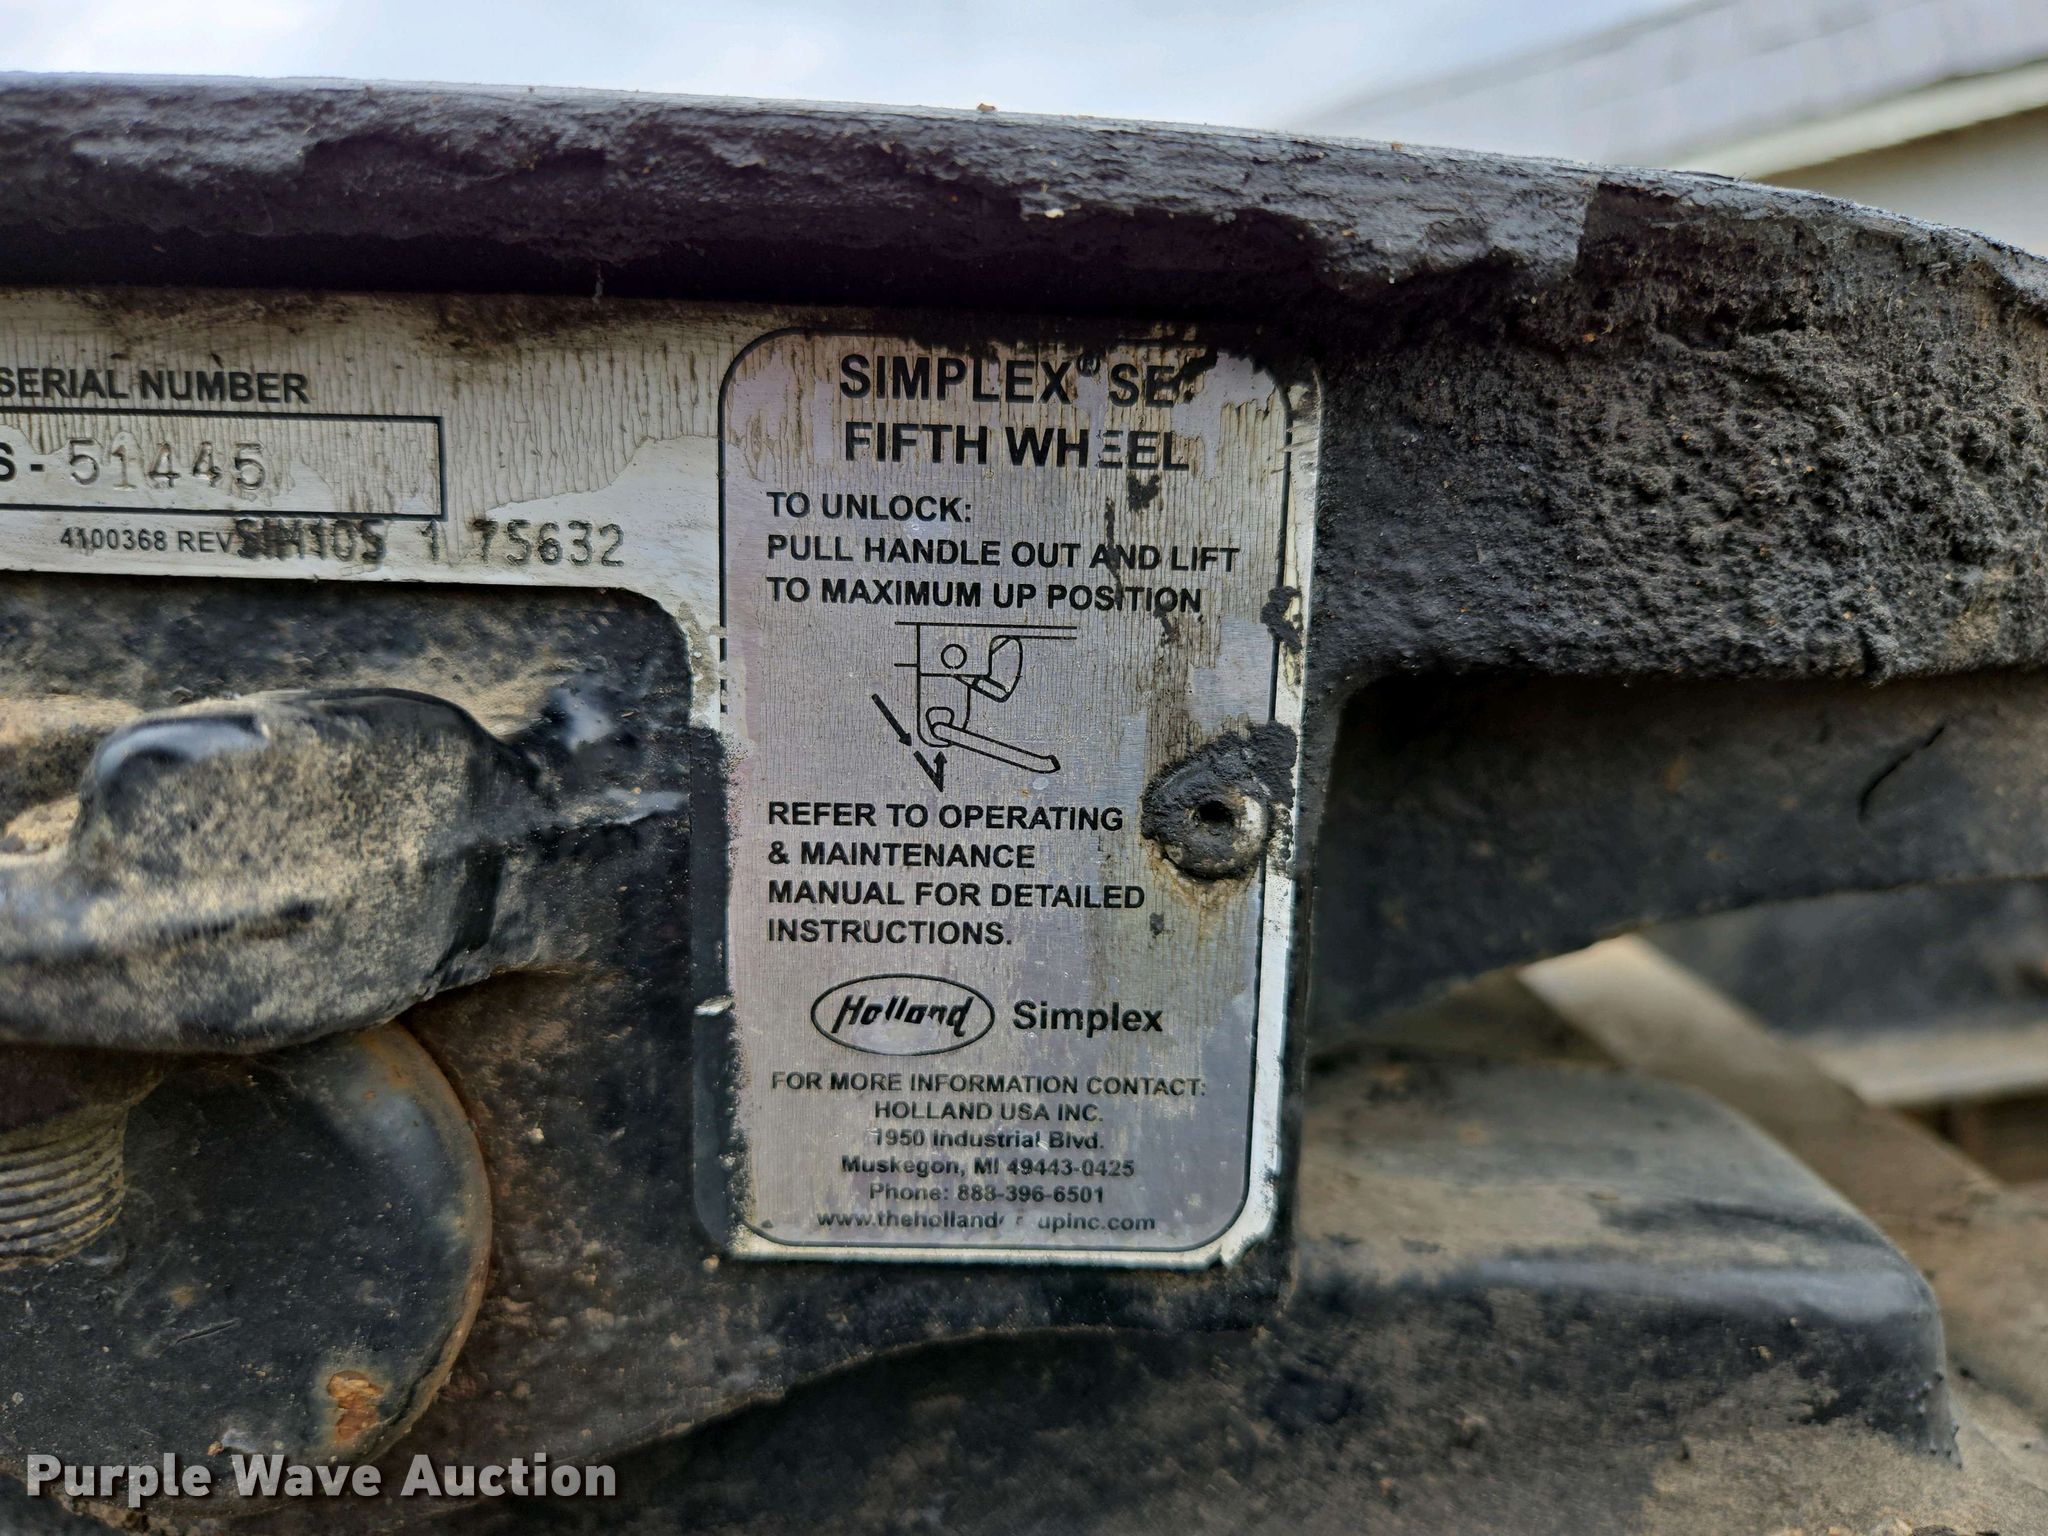 SERIAL NUMBER
S- 51445
4100368 REV SIH10S 1 75632
SIMPLEX® SE
FIFTH WHEEL
TO UNLOCK:
PULL HANDLE OUT AND LIFT
TO MAXIMUM UP POSITION
REFER TO OPERATING
& MAINTENANCE
MANUAL FOR DETAILED
INSTRUCTIONS.
Holland Simplex
FOR MORE INFORMATION CONTACT:
HOLLAND USA INC.
1950 Industrial Blvd.
Muskegon, MI 49443-0425
Phone: 888-396-6501
Purple Wave Auction